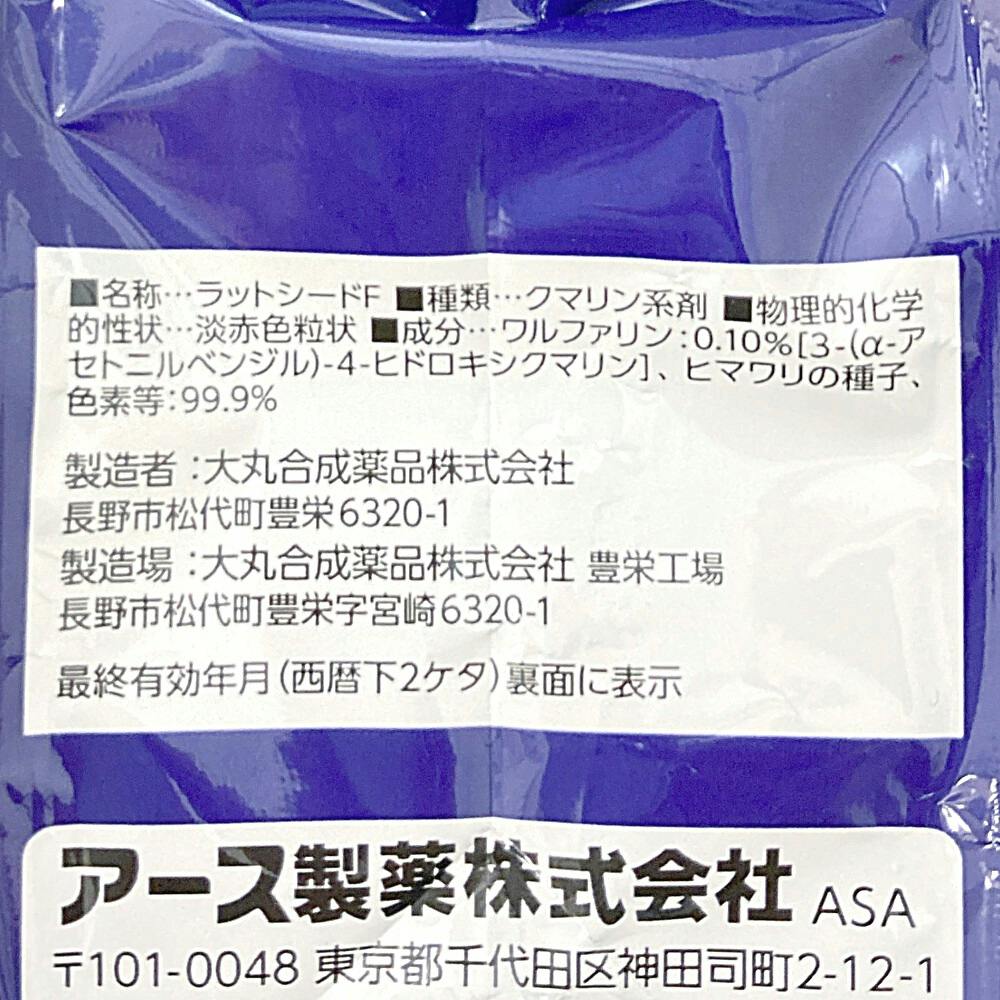 ■名称…ラットシードF ■種類…クマリン系剤 ■物理的化学
的性状…淡赤色粒状 ■成分…ワルファリン:0.10%[3-(α-ア
セトニルベンジル)-4-ヒドロキシクマリン]、ヒマワリの種子、
色素等:99.9%
製造者:大丸合成薬品株式会社
長野市松代町豊栄6320-1
製造場:大丸合成薬品株式会社 豊栄工場
長野市松代町豊栄字宮崎6320-1
最終有効年月(西暦下2ケタ)裏面に表示
アース製薬株式会社 ASA
〒101-0048 東京都千代田区神田司町2-12-1